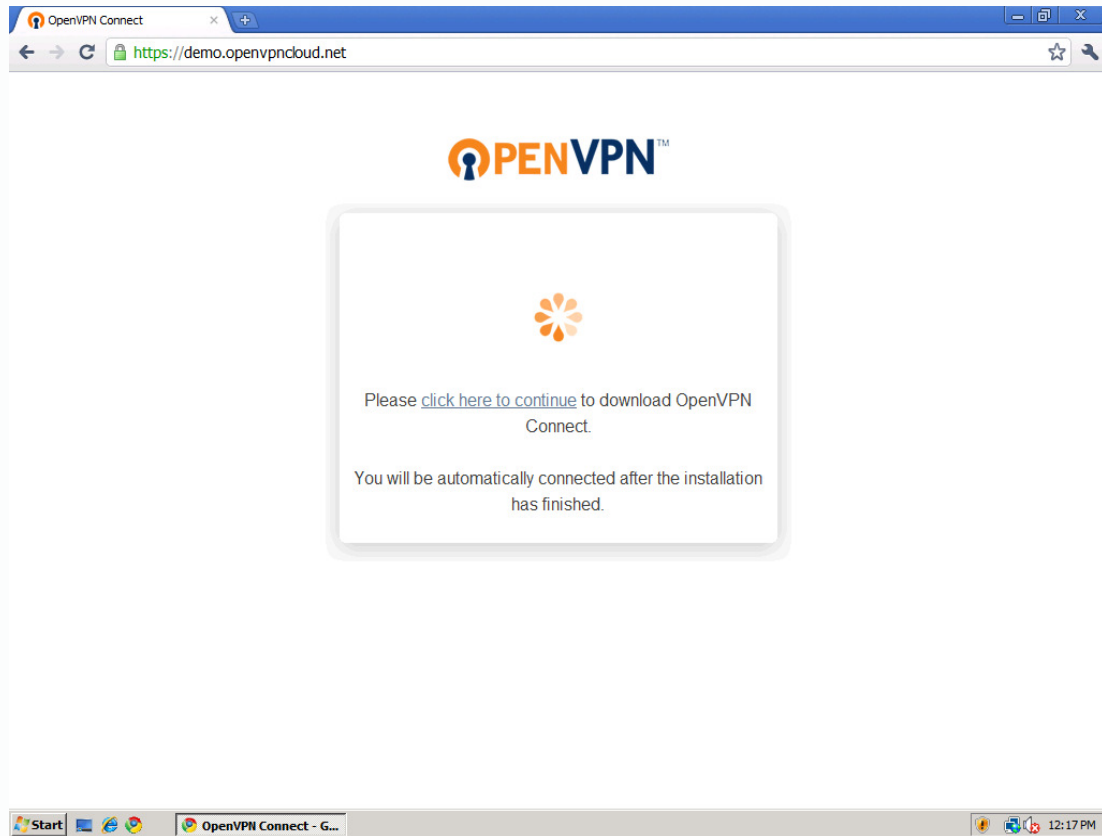 OpenVPN Connect
https://demo.openvpncloud.net
OPENVPN™
Please click here to continue to download OpenVPN
Connect.
You will be automatically connected after the installation
has finished.
Start
OpenVPN Connect - G...
12:17 PM